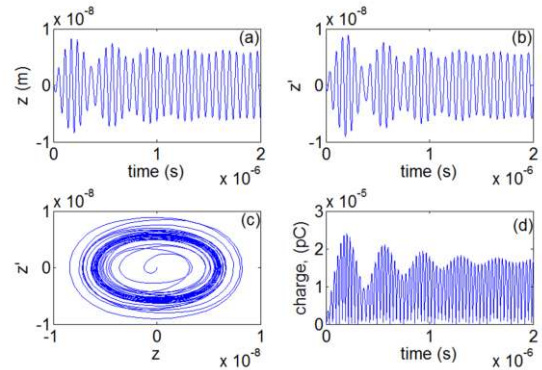 x 10^-8
x 10^-8
1
(a)
z (m)
0
-1
0
1
2
time (s)
x 10^-6
1
(b)
z'
0
-1
0
1
2
time (s)
x 10^-6
x 10^-8
x 10^-5
1
(c)
z'
0
-1
-1
0
1
z
x 10^-8
3
(d)
charge, (pC)
2
1
0
0
1
2
time (s)
x 10^-6